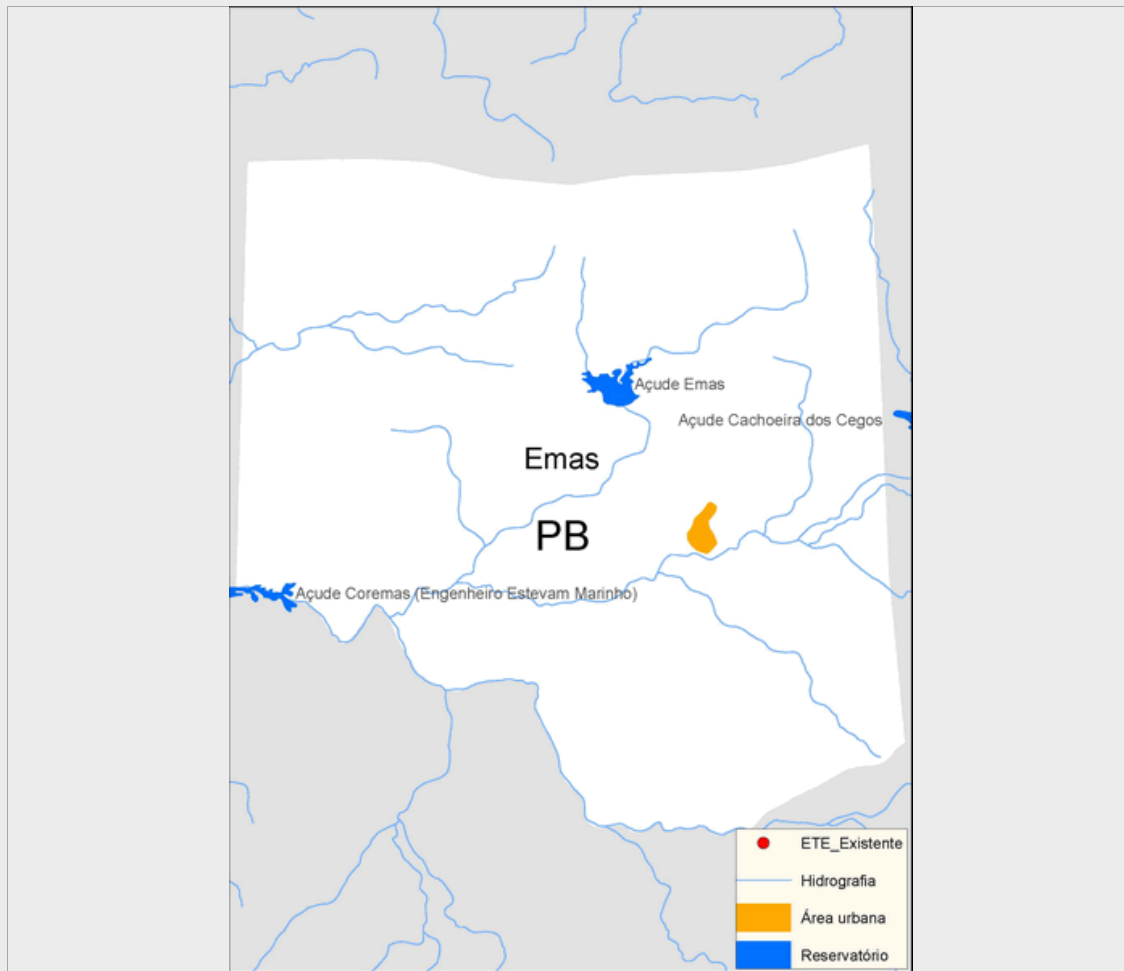 Açude Emas
Açude Cachoeira dos Cegos
Emas
PB
Açude Coremas (Engenheiro Estevam Marinho)
ETE_Existente
Hidrografia
Área urbana
Reservatório